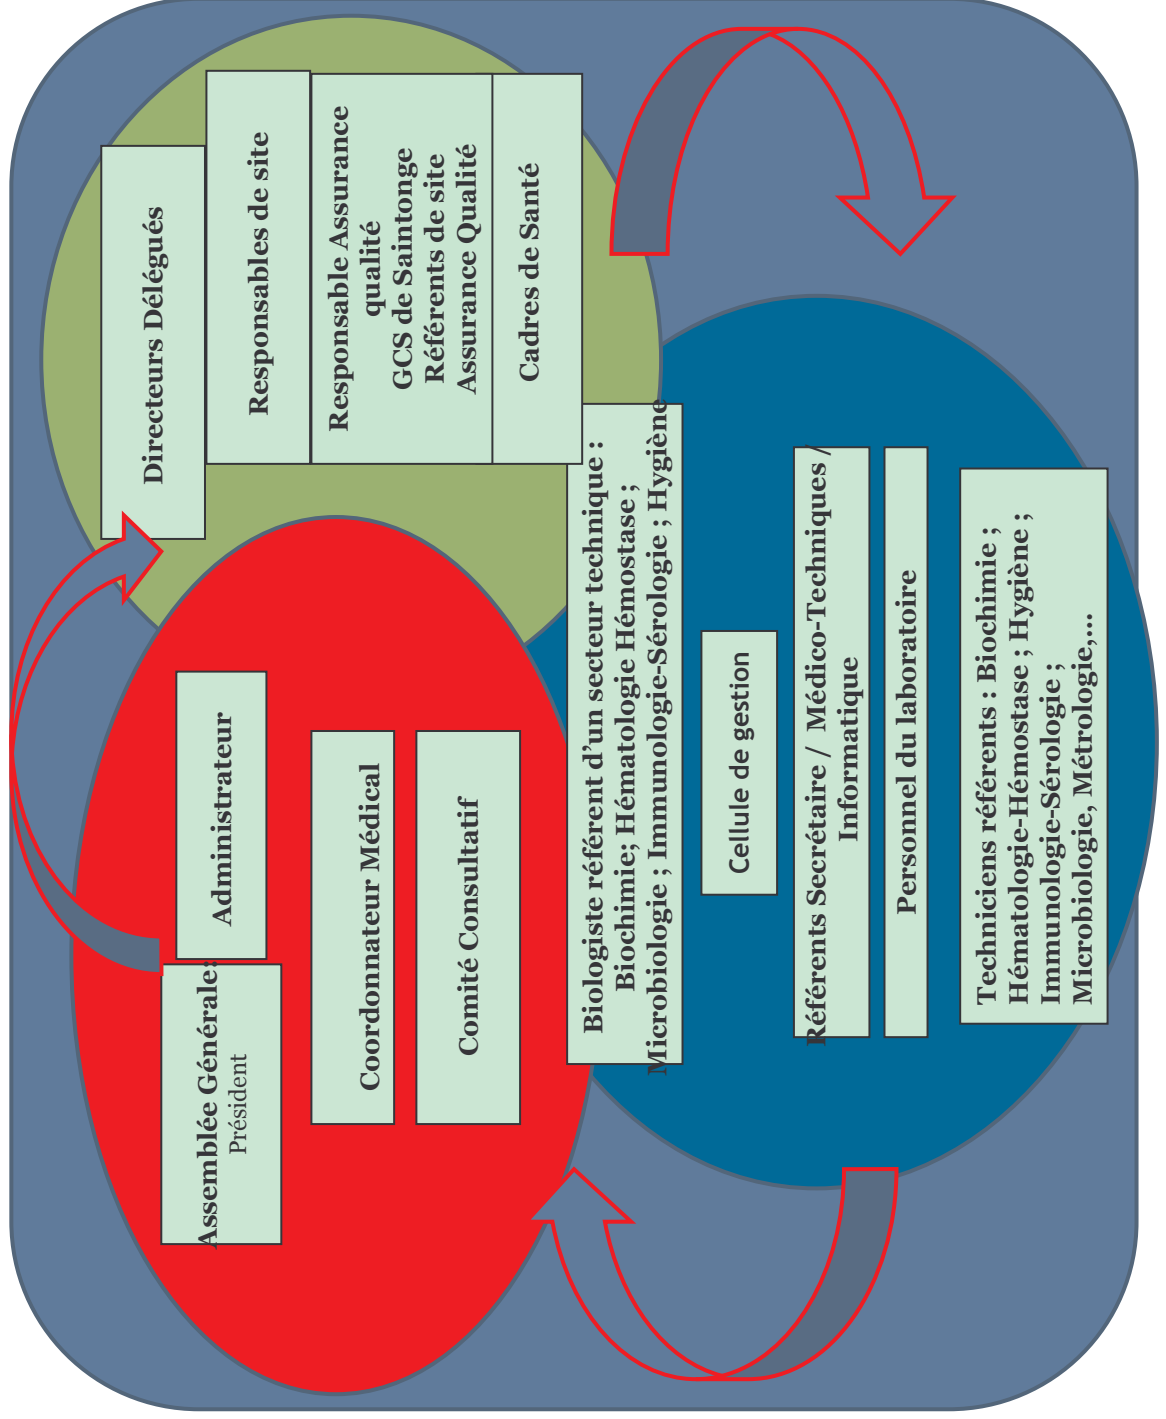 Assemblée Générale:
Président
Administrateur
Coordonnateur Médical
Comité Consultatif
Directeurs Délégués
Responsables de site
Responsable Assurance
qualité
GCS de Saintonge
Référents de site
Assurance Qualité
Cadres de Santé
Biologiste référent d’un secteur technique :
Biochimie; Hématologie Hémostase ;
Microbiologie ; Immunologie-Sérologie ; Hygiène
Cellule de gestion
Référents Secrétaire / Médico-Techniques /
Informatique
Personnel du laboratoire
Techniciens référents : Biochimie ;
Hématologie-Hémostase ; Hygiène ;
Immunologie-Sérologie ;
Microbiologie, Métrologie,...